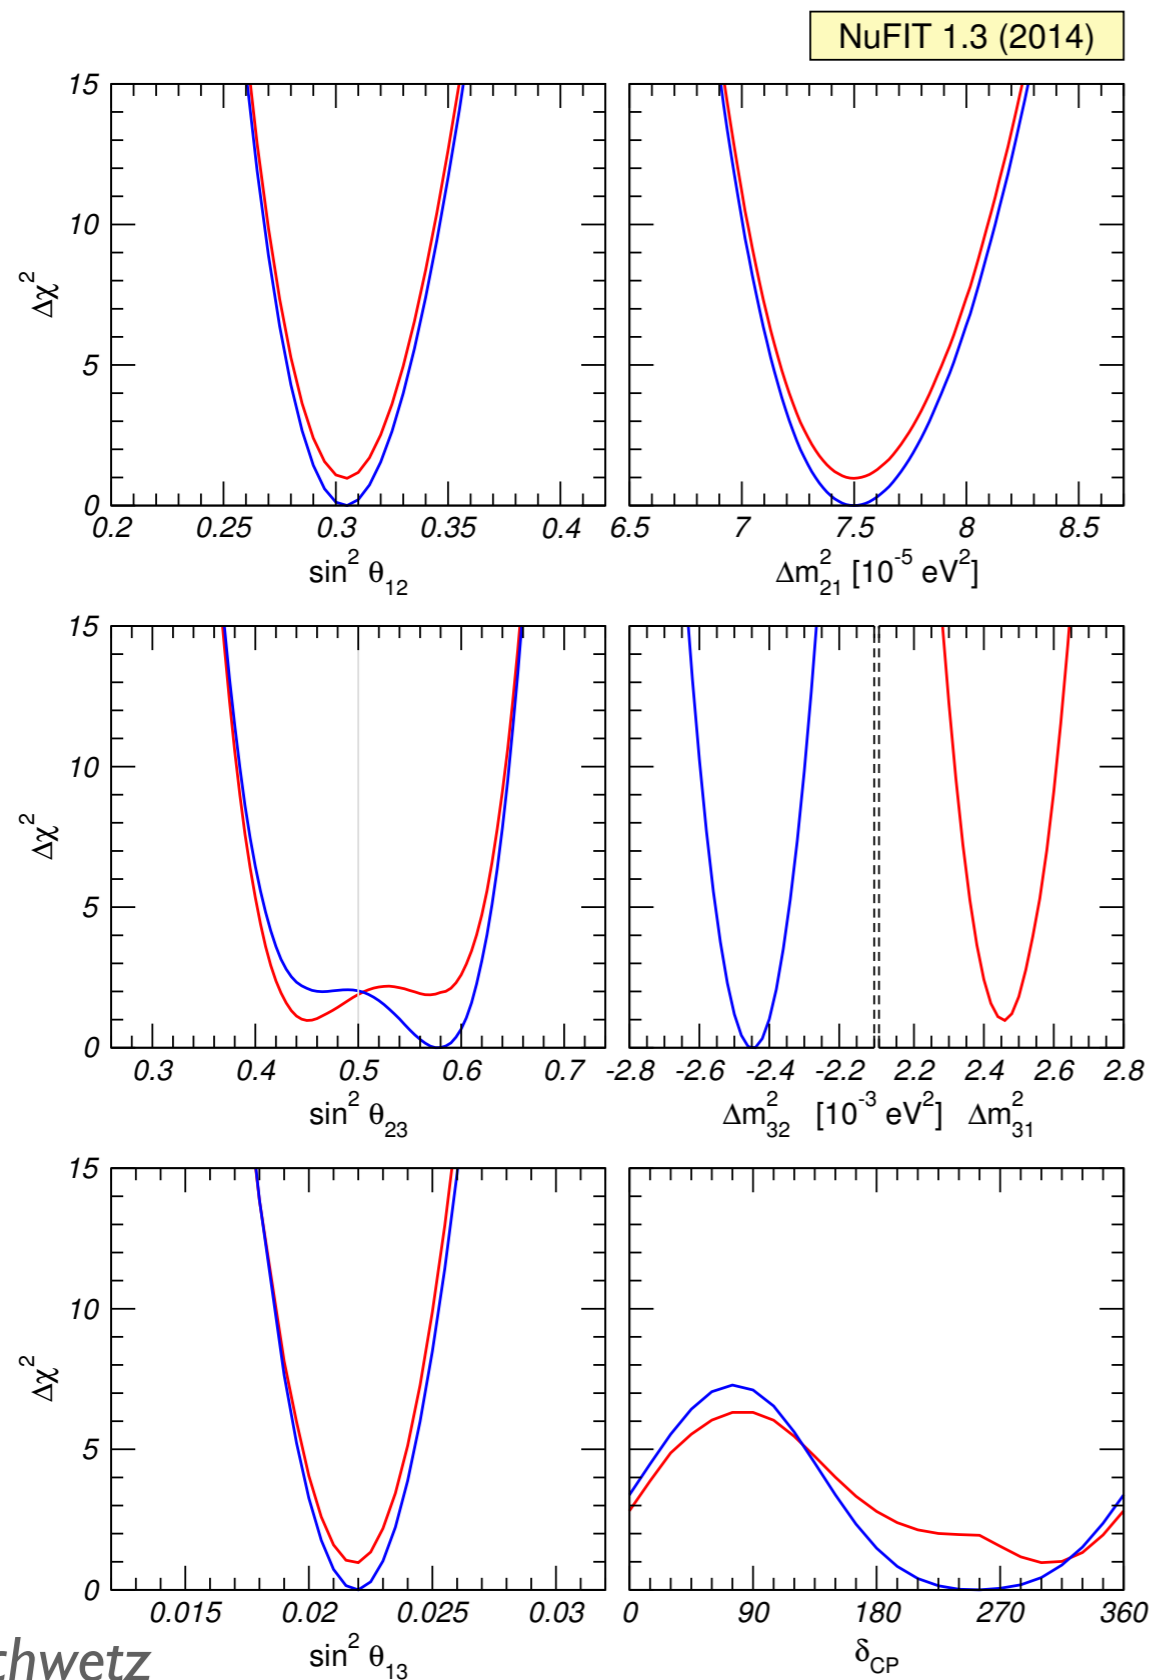 NuFIT 1.3 (2014)
15
10
5
0
Δχ²
0.2 0.25 0.3 0.35 0.4
sin² θ₁₂
6.5 7 7.5 8 8.5
Δm²₂₁ [10⁻⁵ eV²]
15
10
5
0
Δχ²
0.3 0.4 0.5 0.6 0.7
sin² θ₂₃
-2.8 -2.6 -2.4 -2.2 2.2 2.4 2.6 2.8
Δm²₃₂ [10⁻³ eV²] Δm²₃₁
15
10
5
0
Δχ²
0.015 0.02 0.025 0.03
sin² θ₁₃
0 90 180 270 360
δCP
chwetz